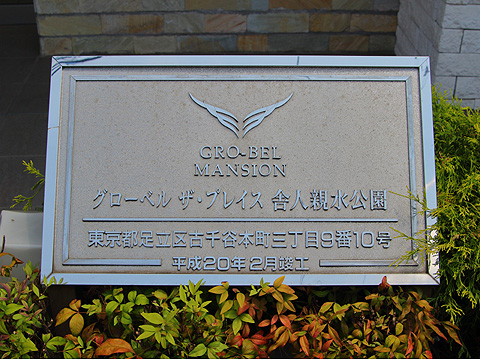 GRO-BEL
MANSION
グローベル ザ・プレイス 舎人親水公園
東京都足立区古千谷本町三丁目9番10号
平成20年2月竣工